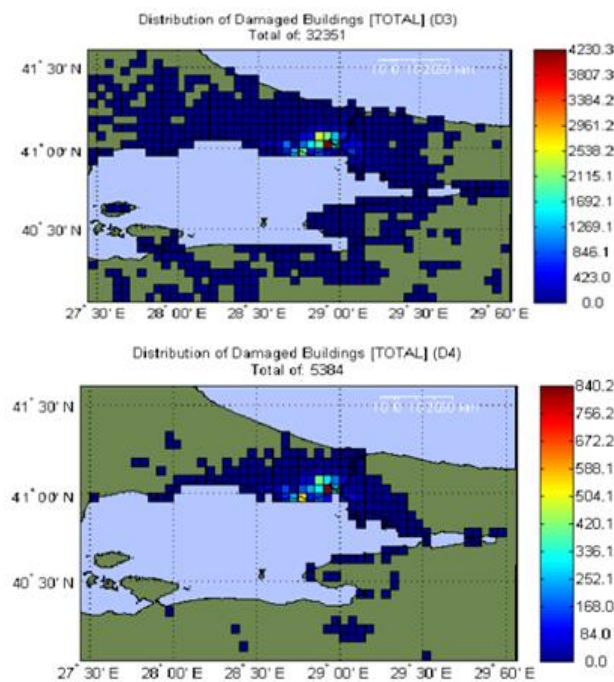 Distribution of Damaged Buildings [TOTAL] (D3)
Total of: 32351
4230.3
3807.3
3384.2
2961.2
2538.2
2115.1
1692.1
1269.1
846.1
423.0
0.0
41° 30' N
41° 00' N
40° 30' N
27° 30' E 28° 00' E 28° 30' E 29° 00' E 29° 30' E 29° 60' E
Distribution of Damaged Buildings [TOTAL] (D4)
Total of: 5384
840.2
756.1
672.1
588.1
504.1
420.1
336.1
252.1
168.0
84.0
0.0
41° 30' N
41° 00' N
40° 30' N
27° 30' E 28° 00' E 28° 30' E 29° 00' E 29° 30' E 29° 60' E